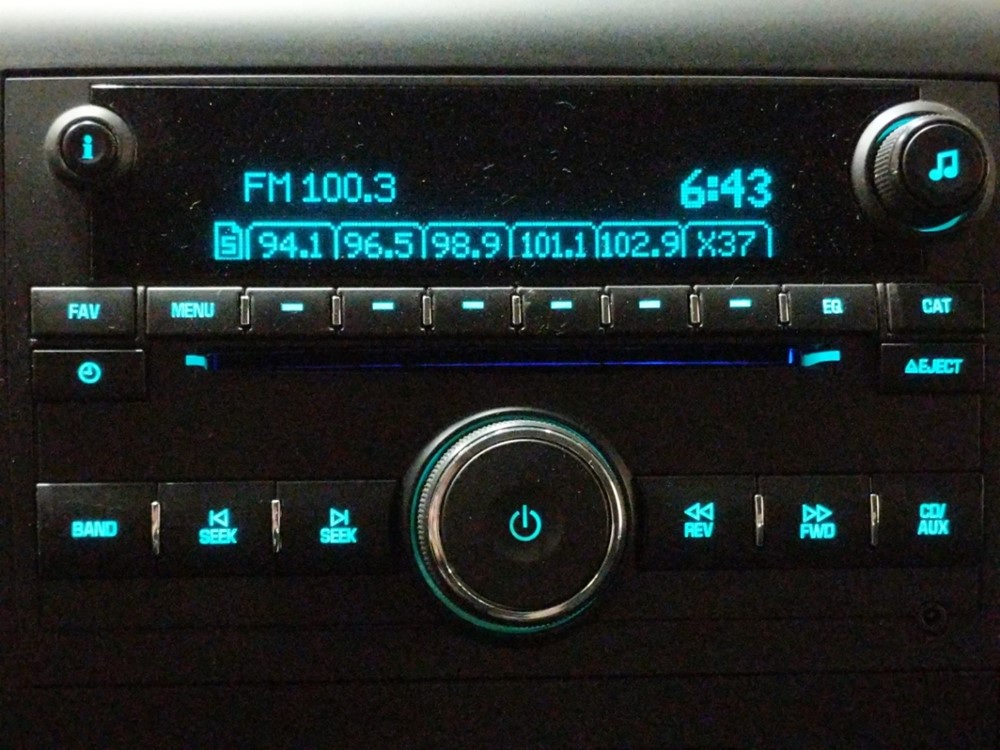 i
FM 100.3 6:43
5 94.1 96.5 98.9 101.1 102.9 X37
FAV MENU EQ CAT
EJECT
BAND SEEK SEEK REV FWD CD/
AUX